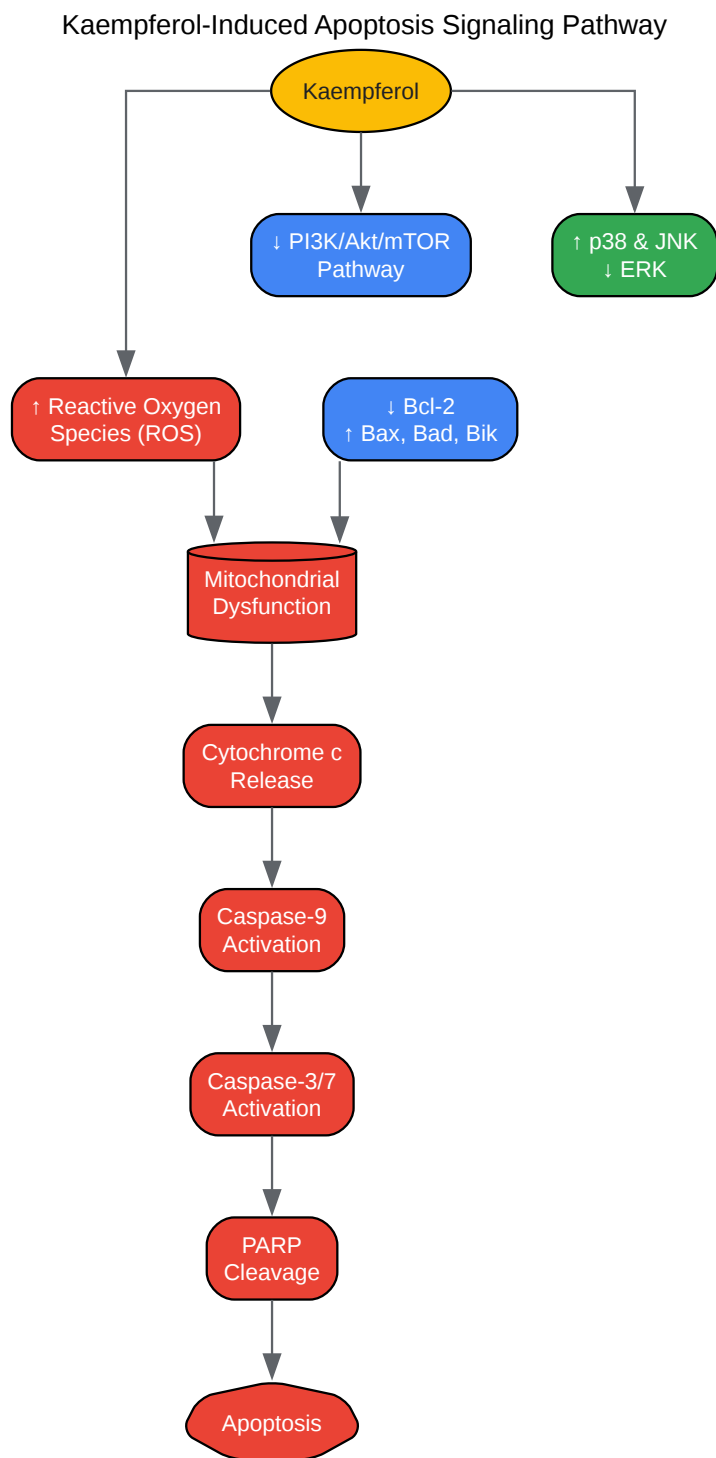 Kaempferol-Induced Apoptosis Signaling Pathway
Kaempferol
↓ PI3K/Akt/mTOR
Pathway
↑ p38 & JNK
↓ ERK
↑ Reactive Oxygen
Species (ROS)
↓ Bcl-2
↑ Bax, Bad, Bik
Mitochondrial
Dysfunction
Cytochrome c
Release
Caspase-9
Activation
Caspase-3/7
Activation
PARP
Cleavage
Apoptosis